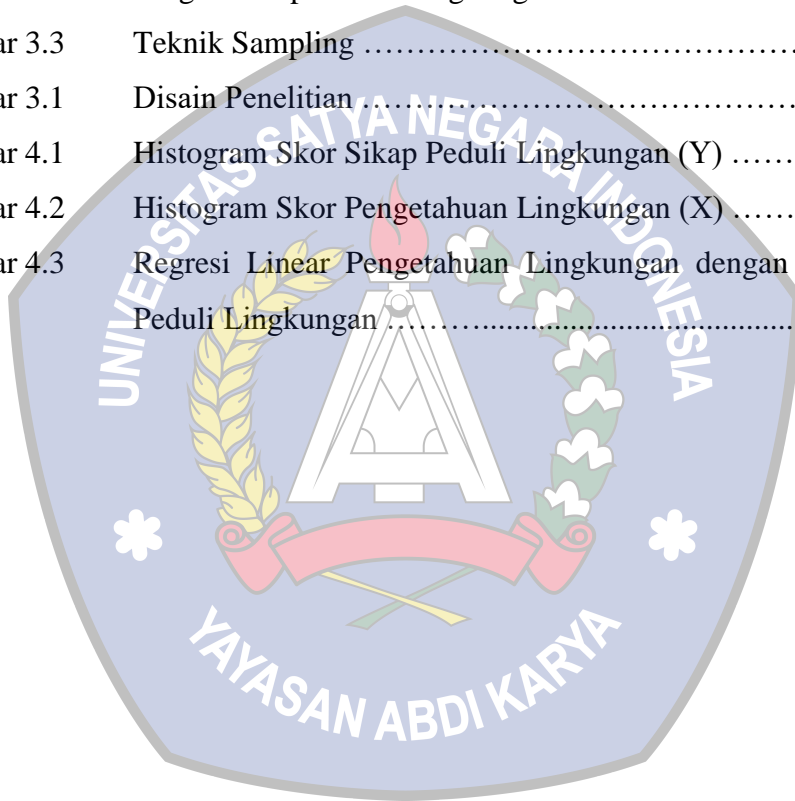 ar 3.3 Teknik Sampling ……………………………………
ar 3.1 Disain Penelitian ……………………………………
ar 4.1 Histogram Skor Sikap Peduli Lingkungan (Y) ……
ar 4.2 Histogram Skor Pengetahuan Lingkungan (X) ……
ar 4.3 Regresi Linear Pengetahuan Lingkungan dengan
Peduli Lingkungan ………..........................................
UNIVERSITAS SATYA NEGARA INDONESIA
YAYASAN ABDI KARYA